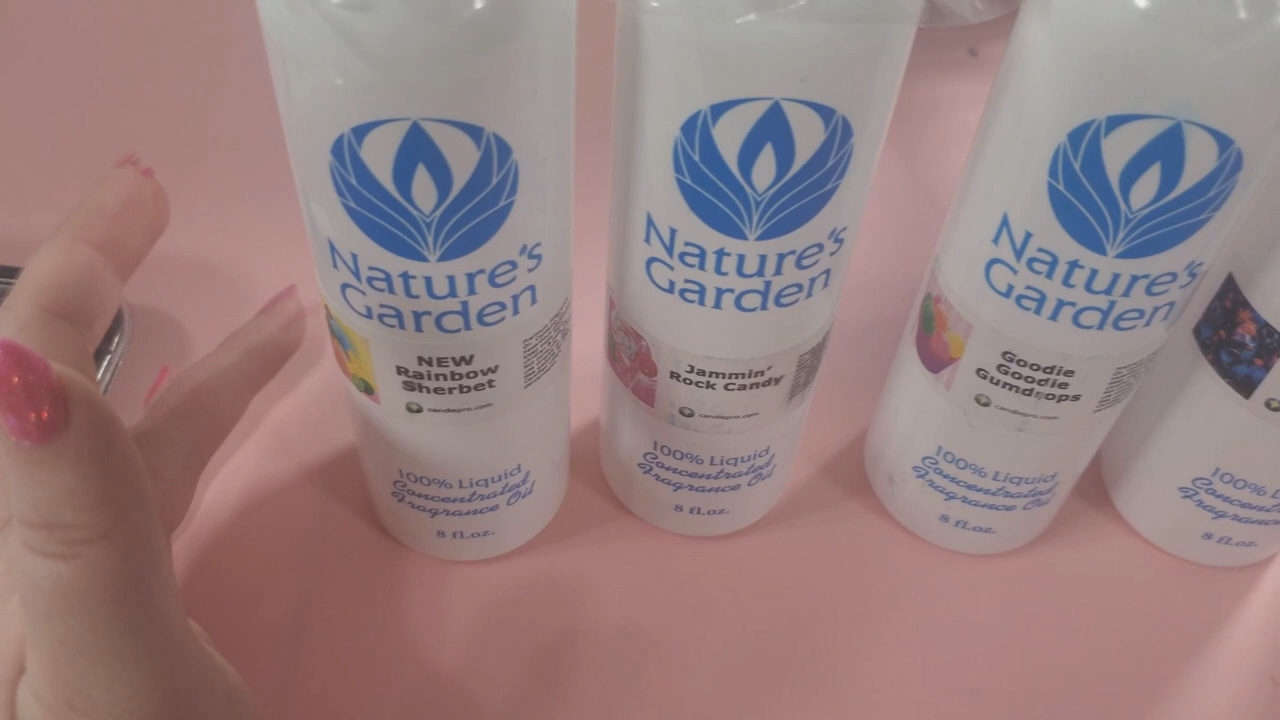 Nature's
Garden
NEW
Rainbow
Sherbet
candlepro.com
100% Liquid
Concentrated
Fragrance Oil
8 fl.oz.
Nature's
Garden
Jammin'
Rock Candy
candlepro.com
100% Liquid
Concentrated
Fragrance Oil
8 fl.oz.
Nature's
Garden
Goodie
Goodie
Gumdrops
candlepro.com
100% Liquid
Concentrated
Fragrance Oil
8 fl.oz.
100%
8 fl.oz.